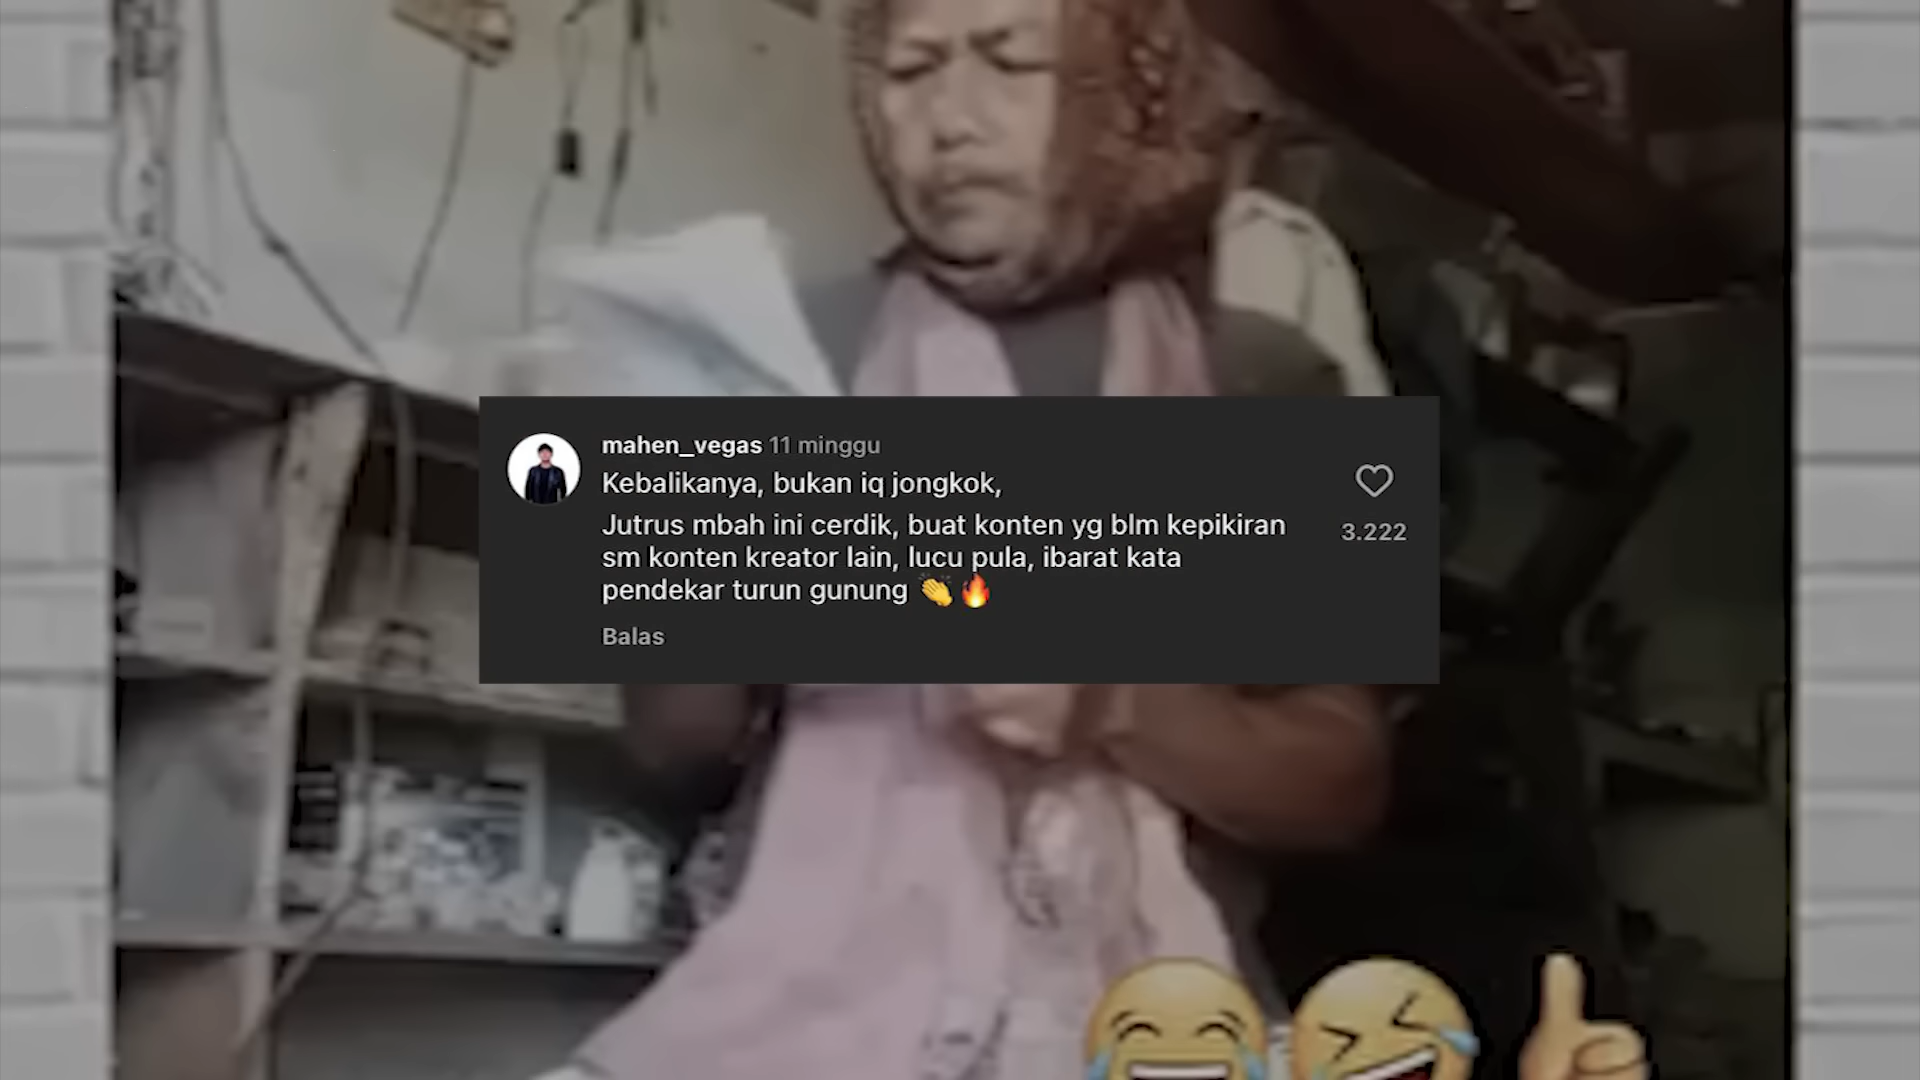 mahen_vegas 11 minggu
Kebalikanya, bukan iq jongkok,
Jutrus mbah ini cerdik, buat konten yg blm kepikiran
sm konten kreator lain, lucu pula, ibarat kata
pendekar turun gunung 👏🔥
3.222
Balas